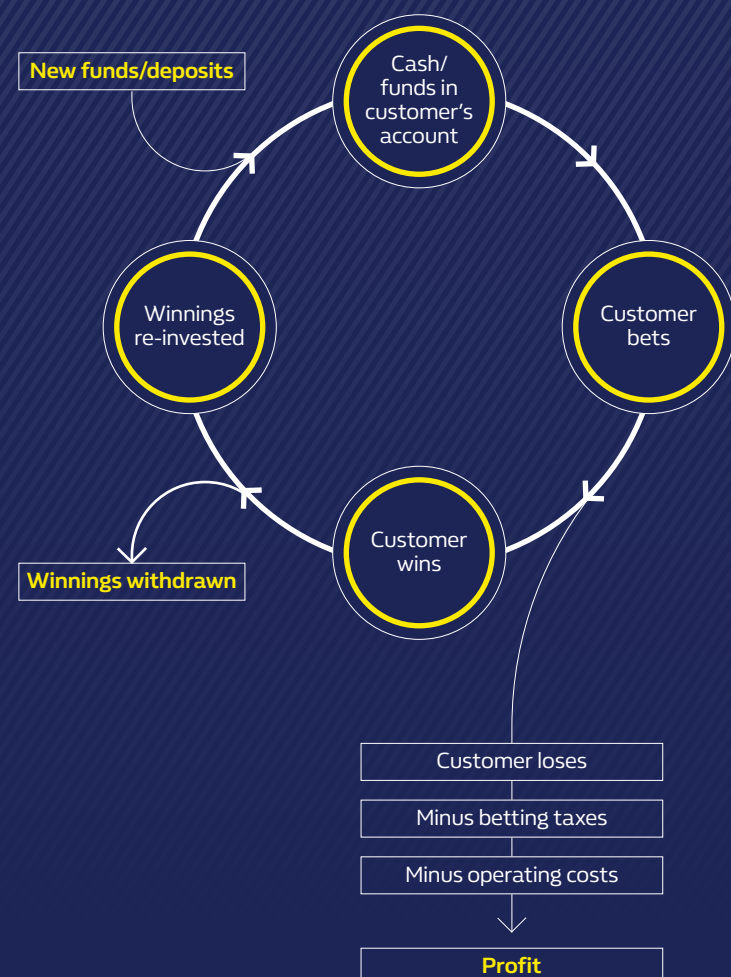 New funds/deposits
Cash/
funds in
customer's
account
Winnings
re-invested
Customer
bets
Customer
wins
Winnings withdrawn
Customer loses
Minus betting taxes
Minus operating costs
Profit